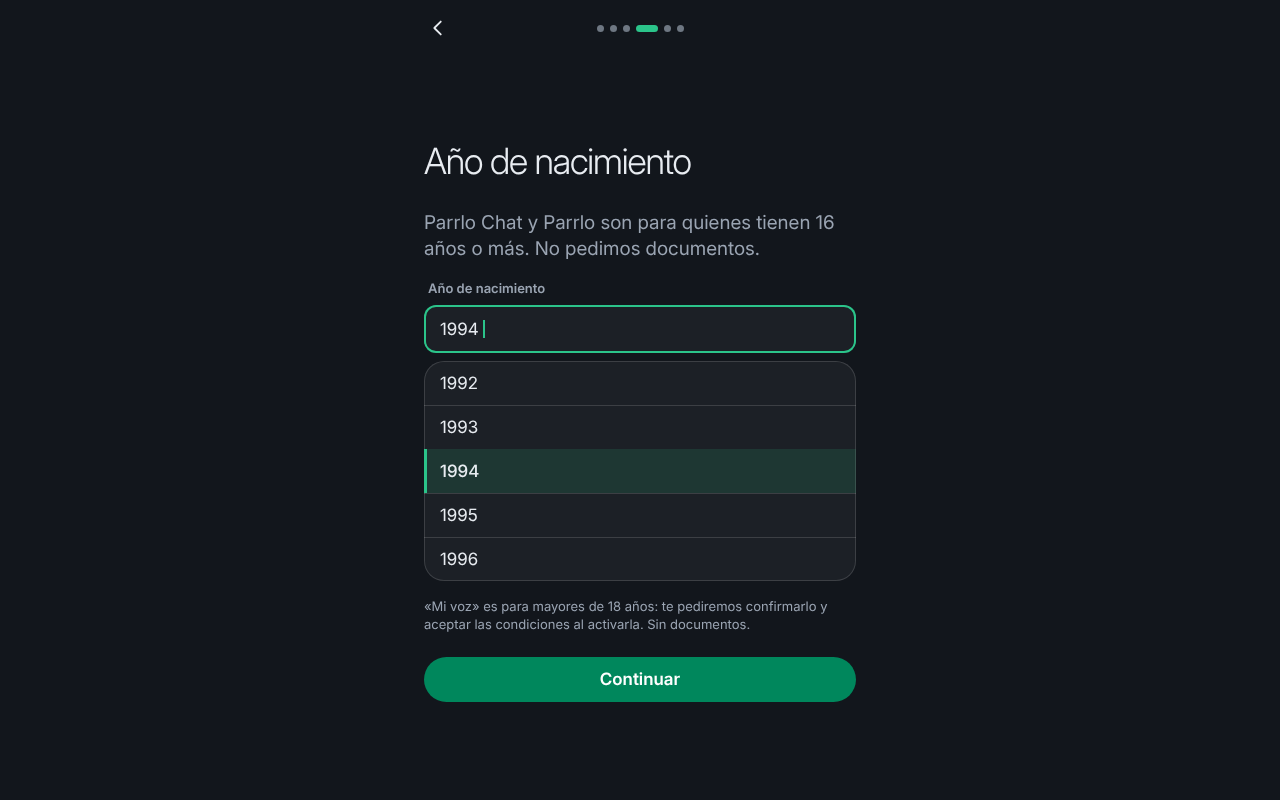 Año de nacimiento
Parrlo Chat y Parrlo son para quienes tienen 16
años o más. No pedimos documentos.
Año de nacimiento
1994
1992
1993
1994
1995
1996
«Mi voz» es para mayores de 18 años: te pediremos confirmarlo y
aceptar las condiciones al activarla. Sin documentos.
Continuar